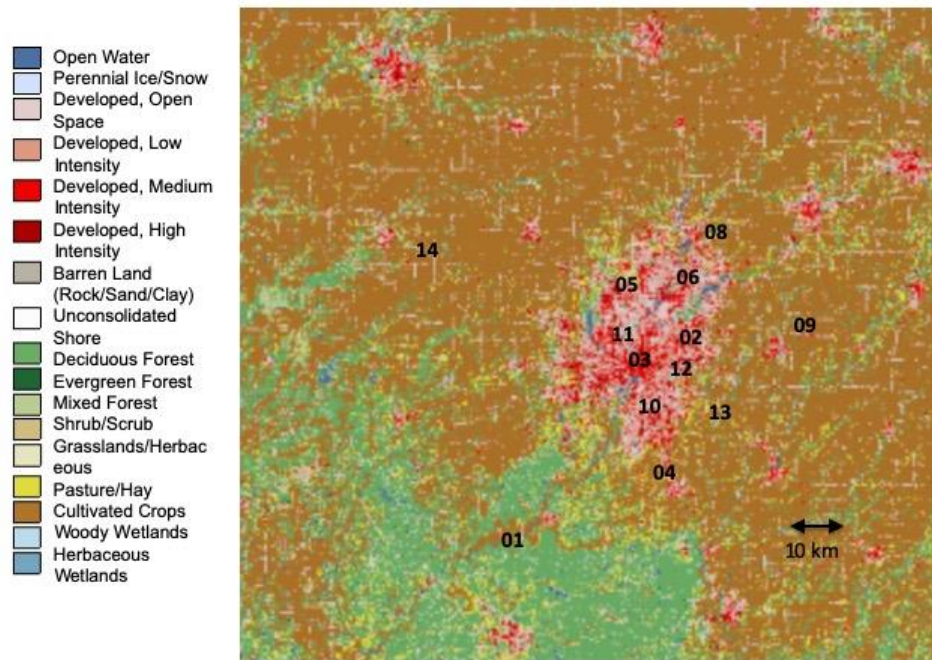 Open Water
Perennial Ice/Snow
Developed, Open
Space
Developed, Low
Intensity
Developed, Medium
Intensity
Developed, High
Intensity
Barren Land
(Rock/Sand/Clay)
Unconsolidated
Shore
Deciduous Forest
Evergreen Forest
Mixed Forest
Shrub/Scrub
Grasslands/Herbac
eous
Pasture/Hay
Cultivated Crops
Woody Wetlands
Herbaceous
Wetlands
08
14
06
05
09
11
02
03
12
10
13
04
01
10 km